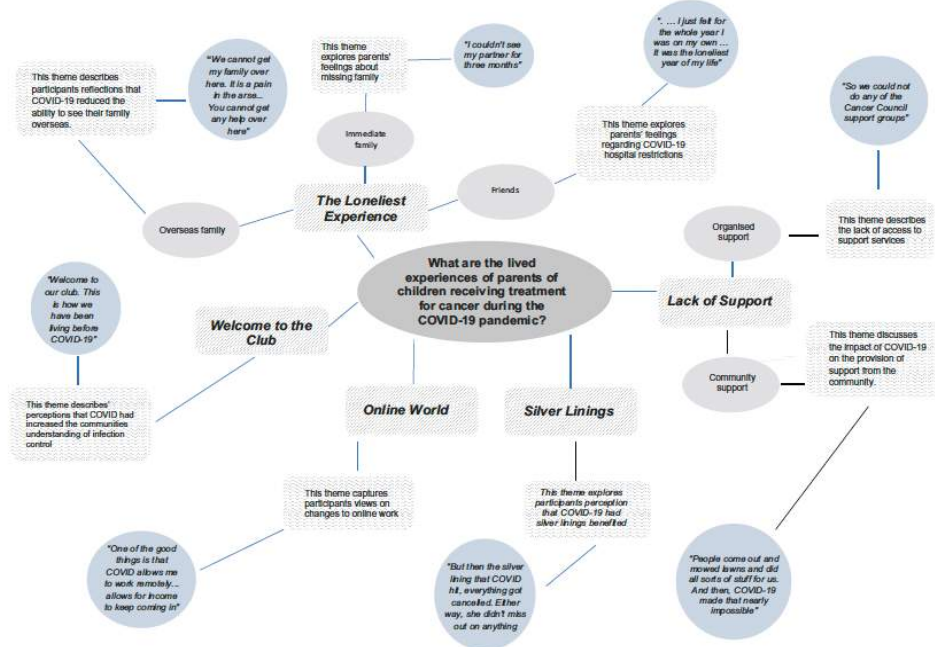 This theme describes
participants reflections that
COVID-19 reduced the
ability to see their family
overseas.
"We cannot get
my family over
here. It is a pain
in the arse...
You cannot get
any help over
here"
This theme
explores parents'
feelings about
missing family
"I couldn't see
my partner for
three months"
". ... I just felt for
the whole year I
was on my own ...
It was the loneliest
year of my life"
"So we could not
do any of the
Cancer Council
support groups"
Immediate
family
This theme explores
parents' feelings
regarding COVID-19
hospital restrictions
Friends
The Loneliest
Experience
Overseas family
Organised
support
This theme describes
the lack of access to
support services
What are the lived
experiences of parents of
children receiving treatment
for cancer during the
COVID-19 pandemic?
Lack of Support
"Welcome to
our club. This
is how we
have been
living before
COVID-19"
Welcome to the
Club
This theme discusses
the impact of COVID-19
on the provision of
support from the
community.
Community
support
This theme describes'
perceptions that COVID had
increased the communities
understanding of infection
control
Online World
Silver Linings
This theme captures
participants views on
changes to online work
This theme explores
participants perception
that COVID-19 had
silver linings benefited
"One of the good
things is that
COVID allows me
to work remotely...
allows for income
to keep coming in"
"But then the silver
lining that COVID
hit, everything got
cancelled. Either
way, she didn't miss
out on anything
"People come out and
mowed lawns and did
all sorts of stuff for us.
And then, COVID-19
made that nearly
impossible"